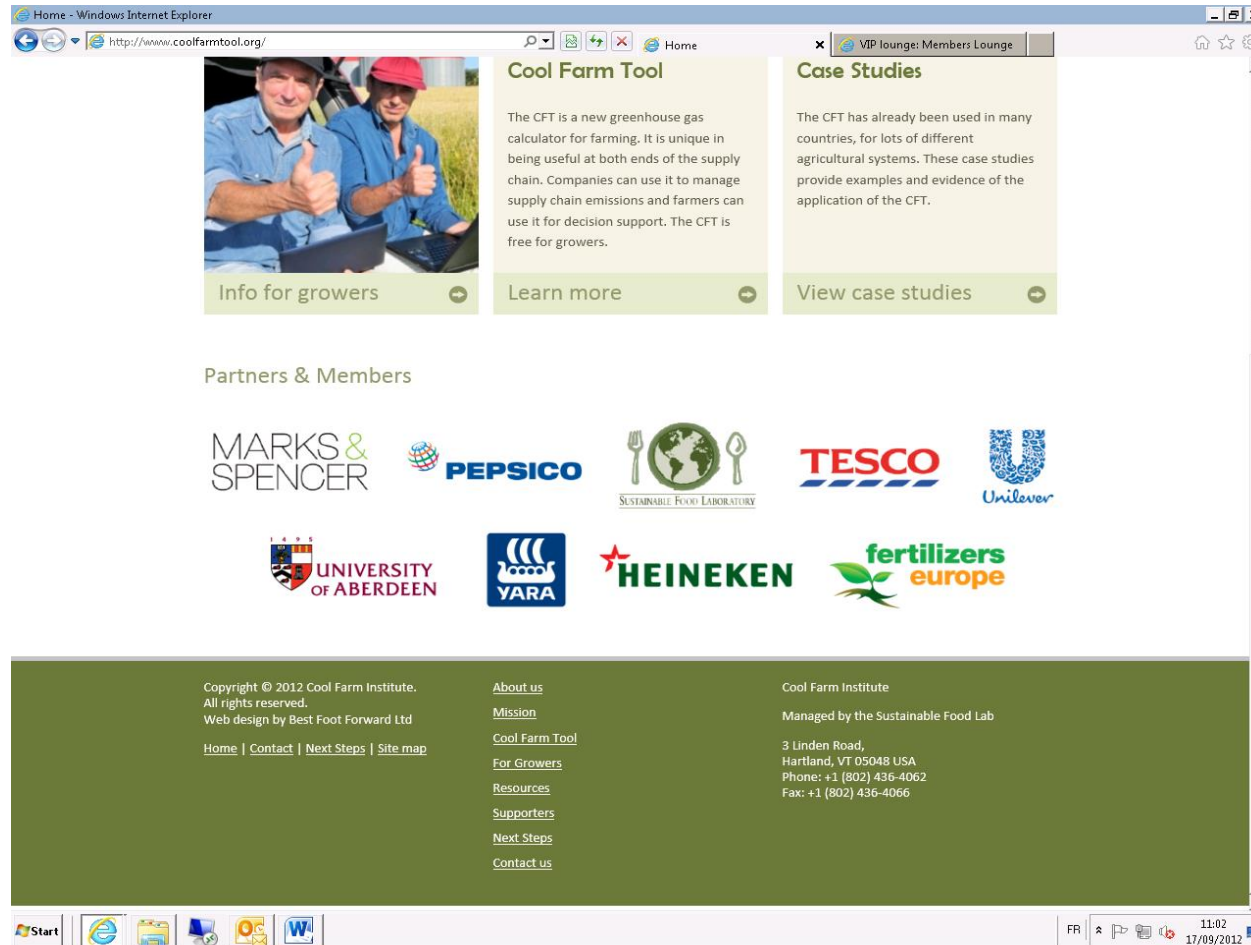 Home - Windows Internet Explorer
http://www.coolfarmtool.org/
Home
VIP lounge: Members Lounge
Info for growers
Cool Farm Tool
The CFT is a new greenhouse gas
calculator for farming. It is unique in
being useful at both ends of the supply
chain. Companies can use it to manage
supply chain emissions and farmers can
use it for decision support. The CFT is
free for growers.
Learn more
Case Studies
The CFT has already been used in many
countries, for lots of different
agricultural systems. These case studies
provide examples and evidence of the
application of the CFT.
View case studies
Partners & Members
MARKS &
SPENCER
PEPSICO
SUSTAINABLE FOOD LABORATORY
TESCO
Unilever
1495
UNIVERSITY
OF ABERDEEN
YARA
HEINEKEN
fertilizers
europe
Copyright © 2012 Cool Farm Institute.
All rights reserved.
Web design by Best Foot Forward Ltd
Home | Contact | Next Steps | Site map
About us
Mission
Cool Farm Tool
For Growers
Resources
Supporters
Next Steps
Contact us
Cool Farm Institute
Managed by the Sustainable Food Lab
3 Linden Road,
Hartland, VT 05048 USA
Phone: +1 (802) 436-4062
Fax: +1 (802) 436-4066
Start
FR
11:02
17/09/2012